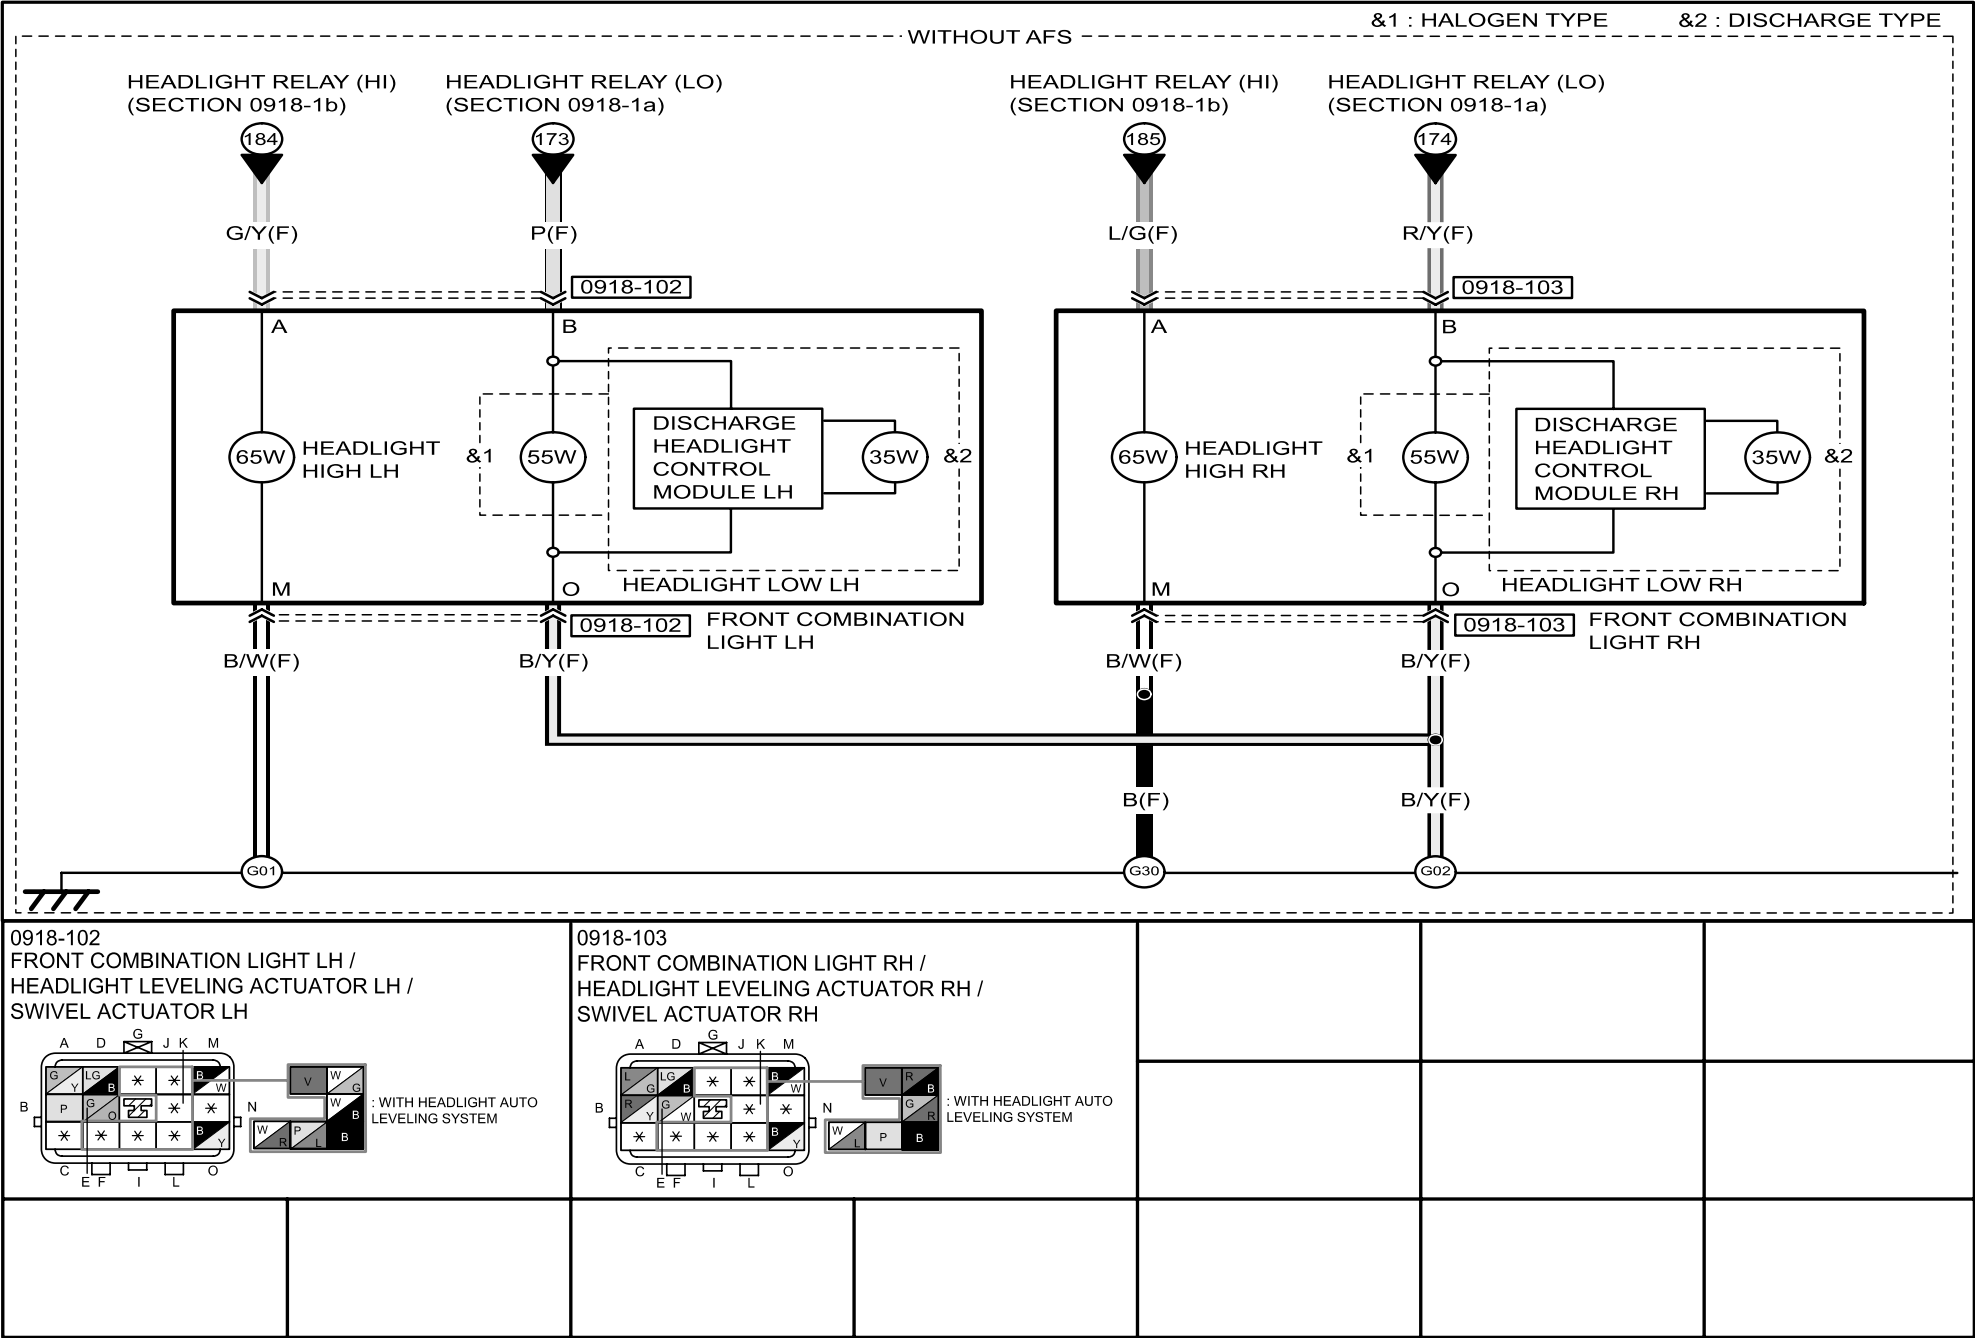 &1 : HALOGEN TYPE &2 : DISCHARGE TYPE
WITHOUT AFS
HEADLIGHT RELAY (HI)
(SECTION 0918-1b)
184
G/Y(F)
HEADLIGHT RELAY (LO)
(SECTION 0918-1a)
173
P(F)
HEADLIGHT RELAY (HI)
(SECTION 0918-1b)
185
L/G(F)
HEADLIGHT RELAY (LO)
(SECTION 0918-1a)
174
R/Y(F)
0918-102
A
B
65W
HEADLIGHT
HIGH LH
&1
55W
DISCHARGE
HEADLIGHT
CONTROL
MODULE LH
35W
&2
M
O
HEADLIGHT LOW LH
0918-102
FRONT COMBINATION
LIGHT LH
B/W(F)
B/Y(F)
0918-103
A
B
65W
HEADLIGHT
HIGH RH
&1
55W
DISCHARGE
HEADLIGHT
CONTROL
MODULE RH
35W
&2
M
O
HEADLIGHT LOW RH
0918-103
FRONT COMBINATION
LIGHT RH
B/W(F)
B/Y(F)
B(F)
B/Y(F)
G01
G30
G02
0918-102
FRONT COMBINATION LIGHT LH /
HEADLIGHT LEVELING ACTUATOR LH /
SWIVEL ACTUATOR LH
A D G J K M
G Y LG B * * B W
B P G O * * N
* * * * B Y
C E F I L O
V W G
W B
W R P L B
: WITH HEADLIGHT AUTO
LEVELING SYSTEM
0918-103
FRONT COMBINATION LIGHT RH /
HEADLIGHT LEVELING ACTUATOR RH /
SWIVEL ACTUATOR RH
A D G J K M
L G LG B * * B W
B R Y G W * * N
* * * * B Y
C E F I L O
V R B
G R
W L P B
: WITH HEADLIGHT AUTO
LEVELING SYSTEM